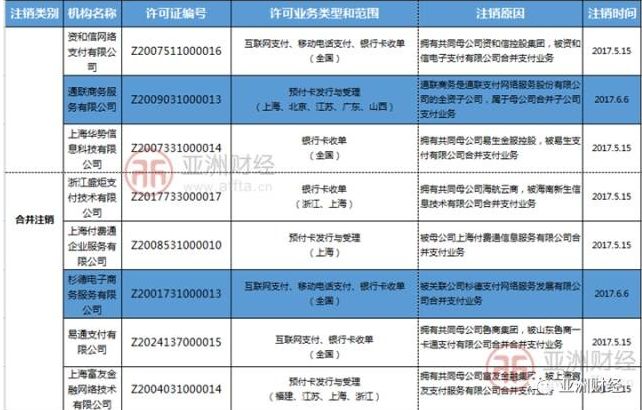 注销类别 机构名称 许可证编号 许可业务类型和范围 注销原因 注销时间
资和信网络
支付有限公
司
Z2007511000016
互联网支付、移动电话支付、银行卡收单
（全国）
拥有共同母公司资和信控股集团，被资和
信电子支付有限公司合并支付业务
2017.5.15
通联商务服
务有限公司
Z2009031000013
预付卡发行与受理
（上海、北京、江苏、广东、山西）
通联商务是通联支付网络服务股份有限公
司的全资子公司，属于母公司合并子公司
支付业务
2017.6.6
上海华势信
息科技有限
公司
Z2007331000014
银行卡收单
（全国）
拥有共同母公司易生金服控股，被易生支
付有限公司合并支付业务
2017.5.15
合并注销
浙江盛炬支
付技术有限
公司
Z2017733000017
银行卡收单
（浙江、上海）
拥有共同母公司海航云商，被海南新生信
息技术有限公司合并支付业务
2017.5.15
上海付费通
企业服务有
限公司
Z2008531000010
预付卡发行与受理
（上海）
被母公司上海付费通信息服务有限公司合
并支付业务
2017.5.15
杉德电子商
务服务有限
公司
Z2001731000013
互联网支付、移动电话支付、银行卡收单
（全国）
被关联公司杉德支付网络服务发展有限公
司合并支付业务
2017.6.6
易通支付有
限公司
Z2024137000015
互联网支付、银行卡收单
（全国）
拥有共同母公司鲁商集团，被山东鲁商一
卡通支付有限公司合并支付业务
2017.5.15
上海富友金
融网络技术
有限公司
Z2004031000014
预付卡发行与受理
（福建、江苏、上海、浙江）
拥有共同母公司富友金融集团，被上海富
友支付服务有限公司合并支付业务
2017.5.15
亚洲财经
www.affta.cn
亚洲财经
亚洲财经